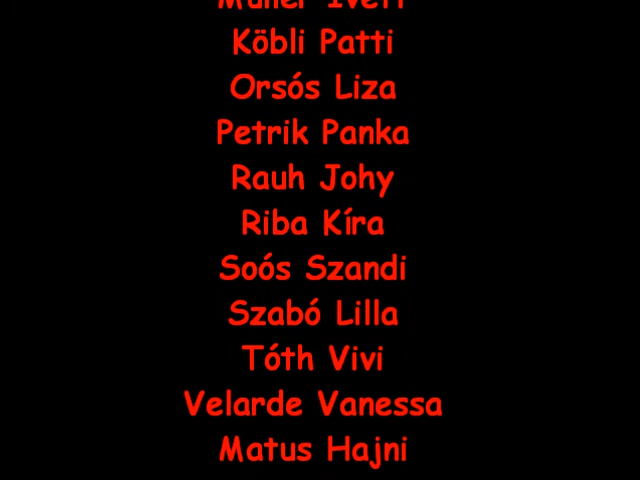 Köbli Patti
Orsós Liza
Petrik Panka
Rauh Johy
Riba Kíra
Soós Szandi
Szabó Lilla
Tóth Vivi
Velarde Vanessa
Matus Hajni